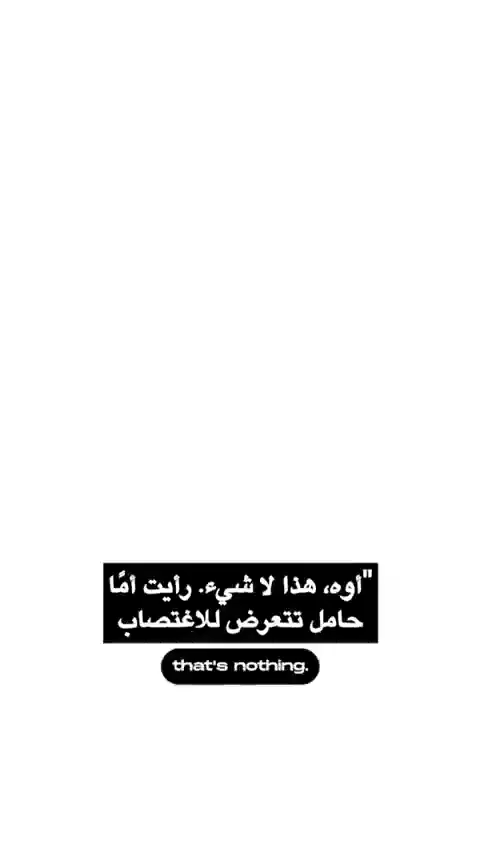 "أوه، هذا لا شيء. رأيت أمًا
حامل تتعرض للاغتصاب
that's nothing.